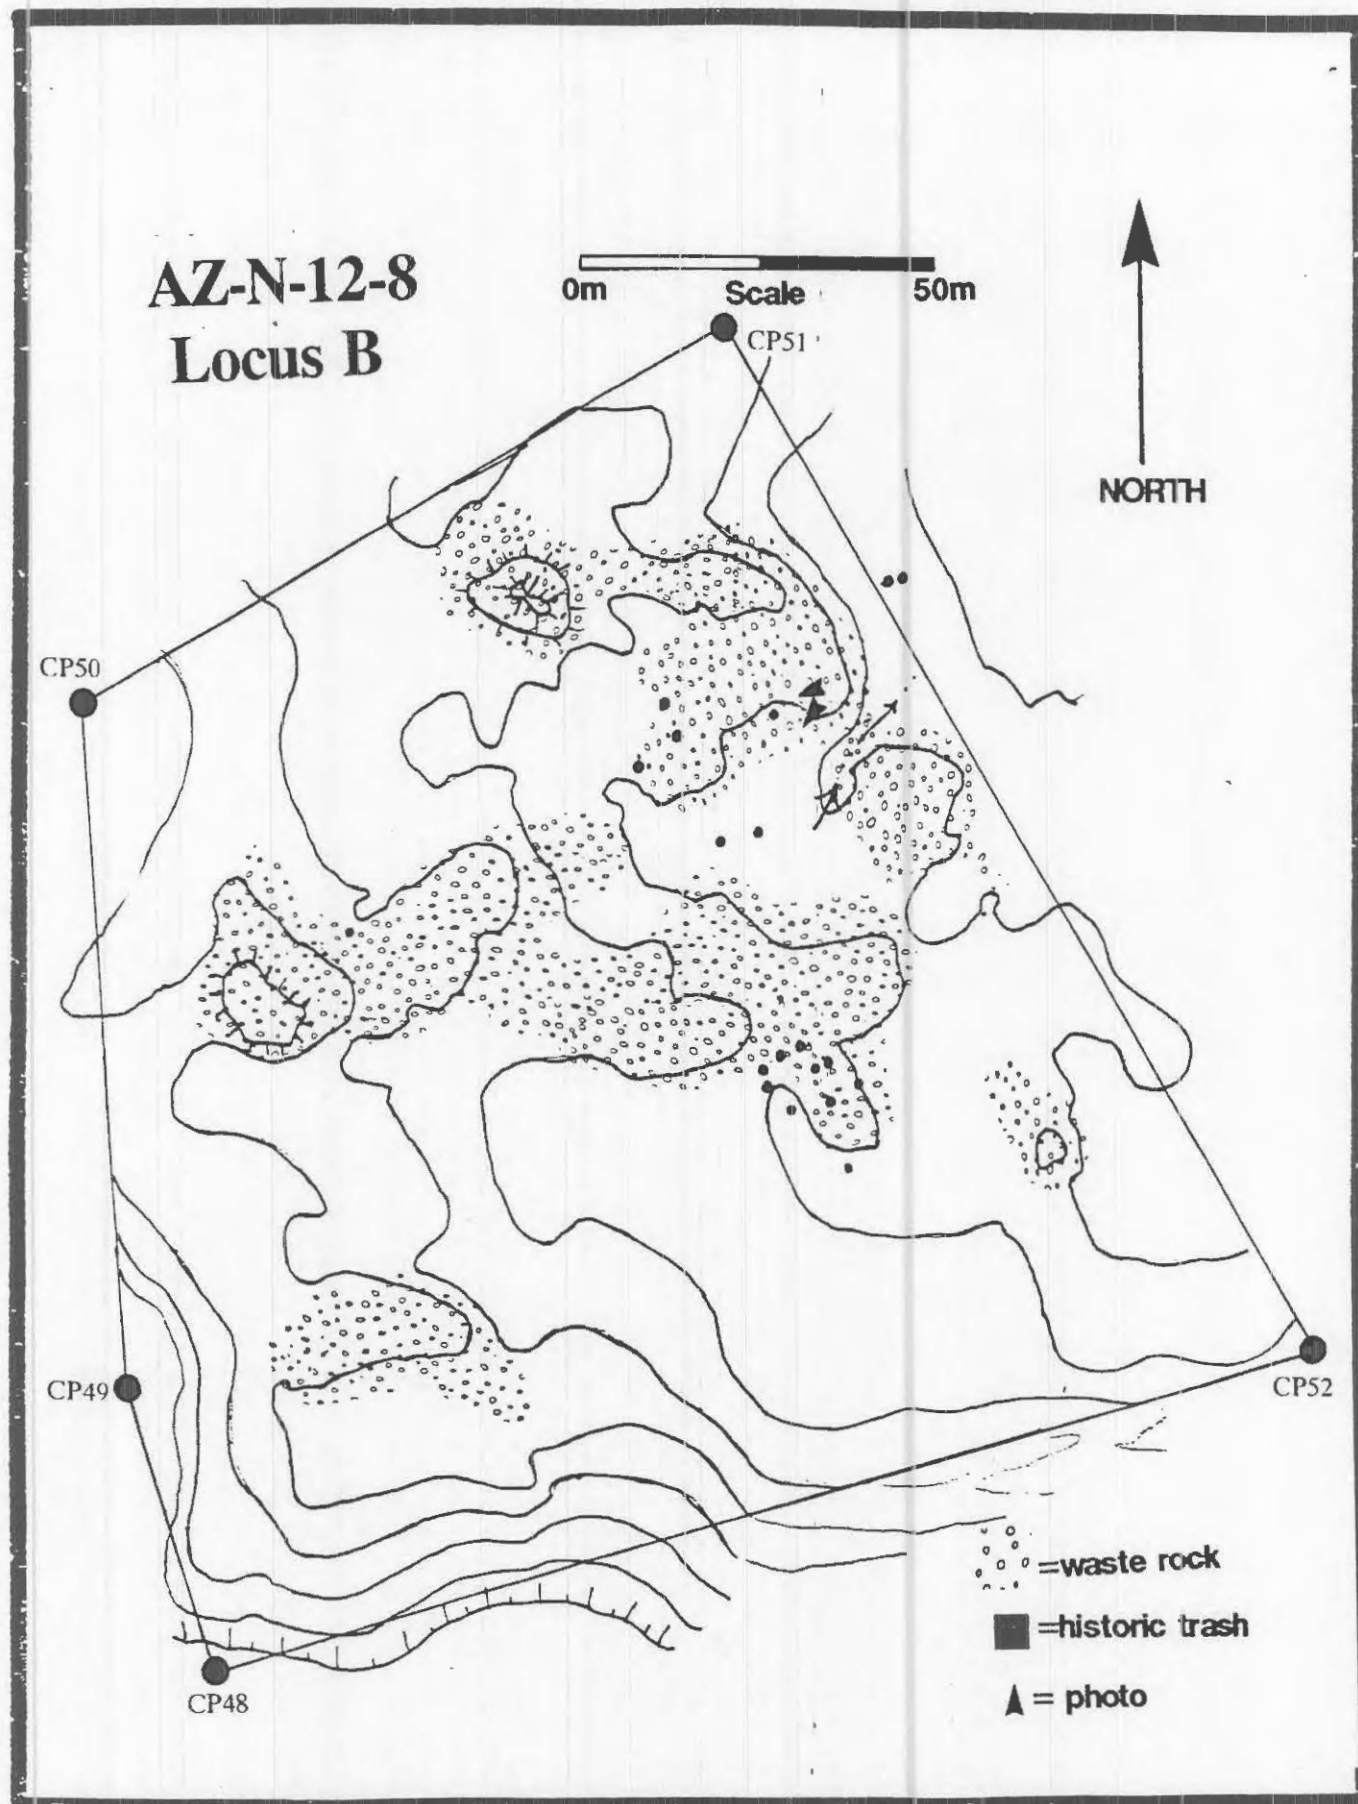 AZ-N-12-8
Locus B
0m Scale 50m
CP51
NORTH
CP50
CP49
CP52
=waste rock
=historic trash
= photo
CP48